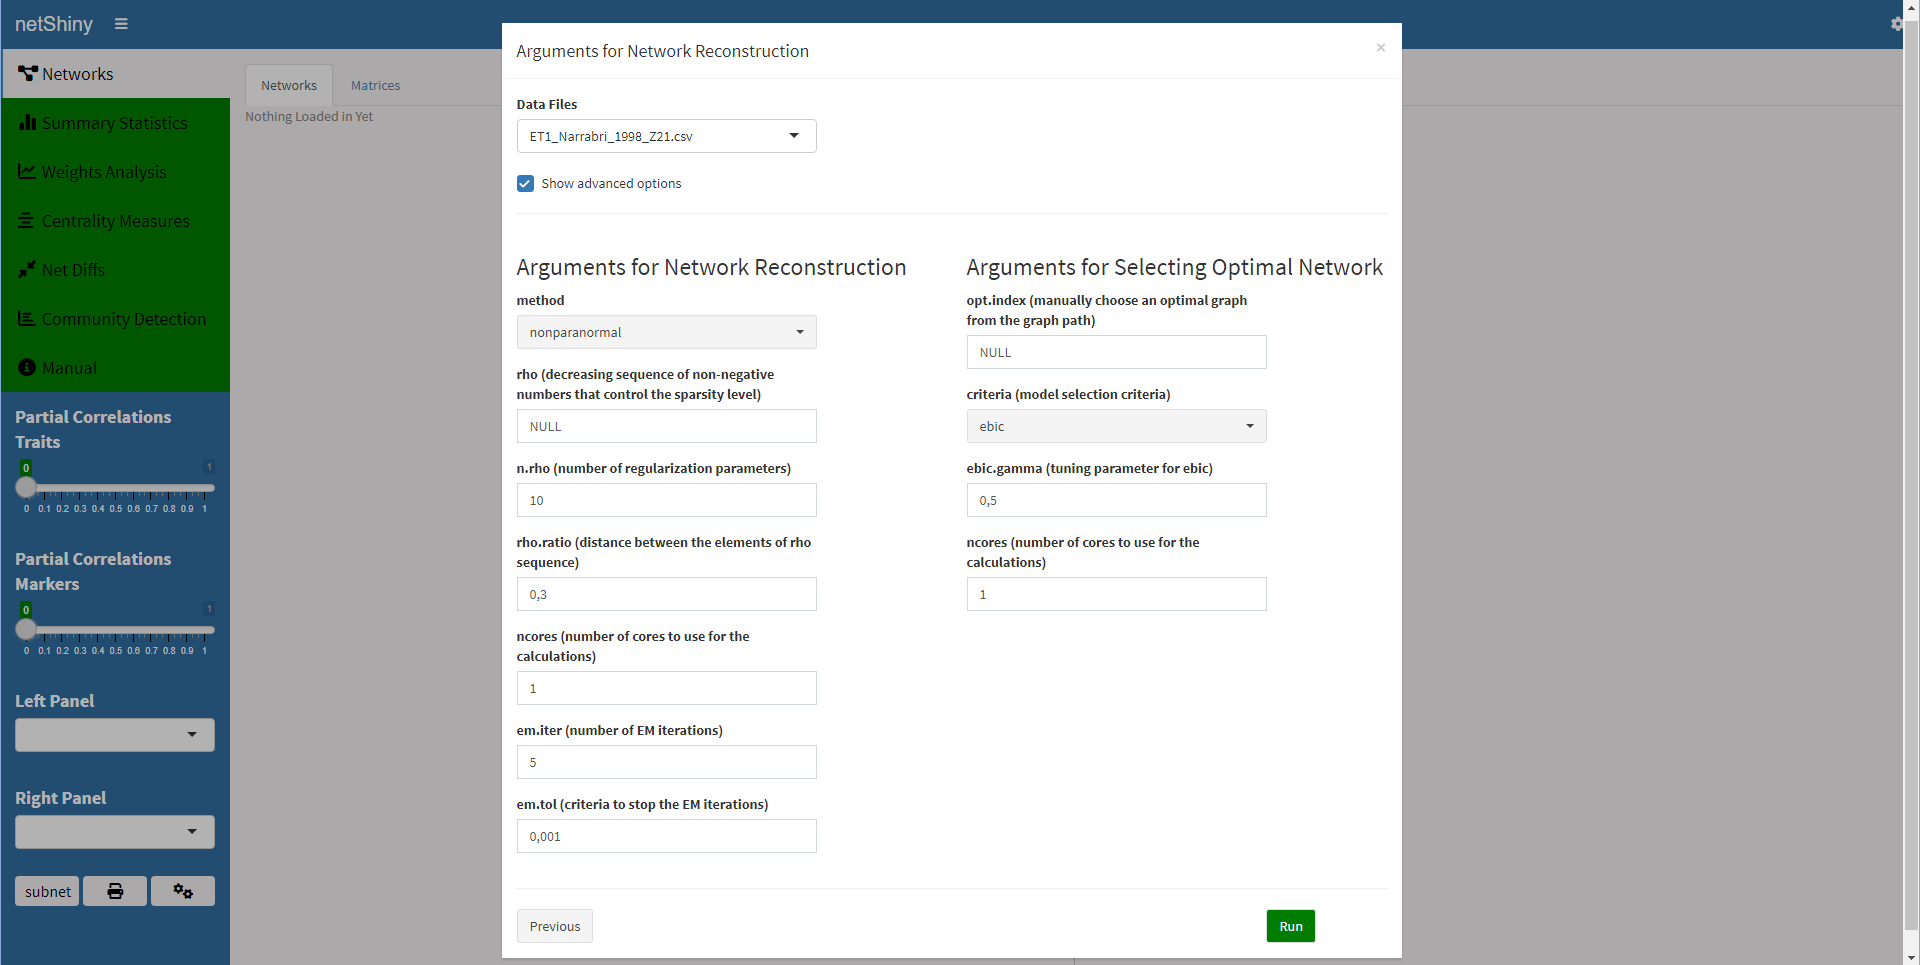 netShiny
Networks
Summary Statistics
Weights Analysis
Centrality Measures
Net Diffs
Community Detection
Manual
Partial Correlations
Traits
0 1
0 0.1 0.2 0.3 0.4 0.5 0.6 0.7 0.8 0.9 1
Partial Correlations
Markers
0 1
0 0.1 0.2 0.3 0.4 0.5 0.6 0.7 0.8 0.9 1
Left Panel
Right Panel
subnet
Networks Matrices
Nothing Loaded in Yet
Arguments for Network Reconstruction ×
Data Files
ET1_Narrabri_1998_Z21.csv
Show advanced options
Arguments for Network Reconstruction
method
nonparanormal
rho (decreasing sequence of non-negative
numbers that control the sparsity level)
NULL
n.rho (number of regularization parameters)
10
rho.ratio (distance between the elements of rho
sequence)
0,3
ncores (number of cores to use for the
calculations)
1
em.iter (number of EM iterations)
5
em.tol (criteria to stop the EM iterations)
0,001
Arguments for Selecting Optimal Network
opt.index (manually choose an optimal graph
from the graph path)
NULL
criteria (model selection criteria)
ebic
ebic.gamma (tuning parameter for ebic)
0,5
ncores (number of cores to use for the
calculations)
1
Previous
Run